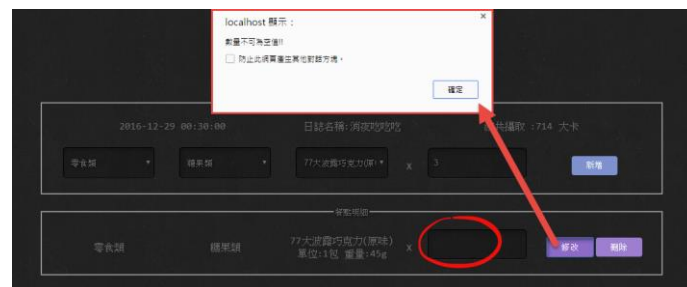 localhost 顯示：
數量不可為空值!!
防止此網頁產生其他對話方塊。
確定
2016-12-29 00:30:00
日誌名稱:消夜吃吃吃
共攝取 :714 大卡
零食類
糖果類
77大波露巧克力(原
x
3
新增
餐點明細
零食類
糖果類
77大波露巧克力(原味)
單位:1包 重量:45g
x
修改
刪除